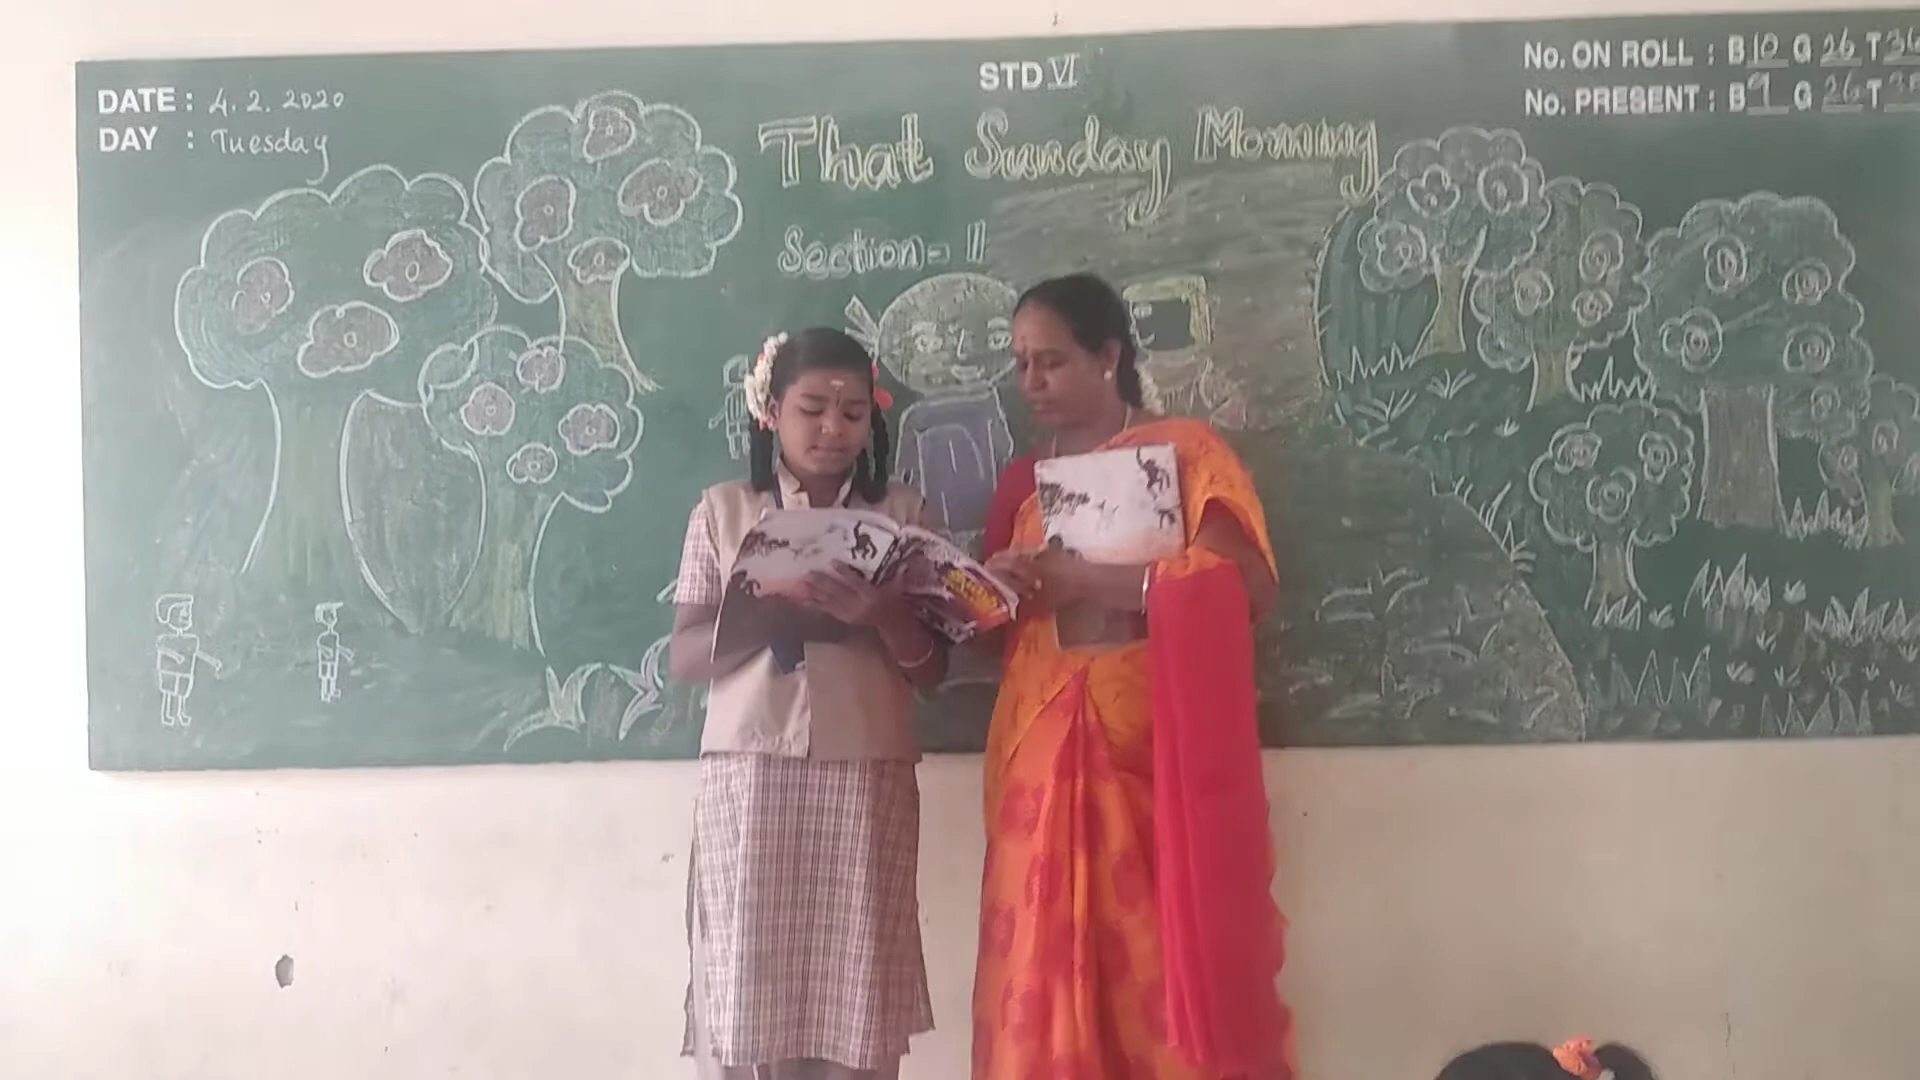 DATE : 4.2.2020
DAY : Tuesday
STD VI
No. ON ROLL : B 10 G 26 T 36
No. PRESENT : B 9 G 26 T
That Sunday Morning
Section - II